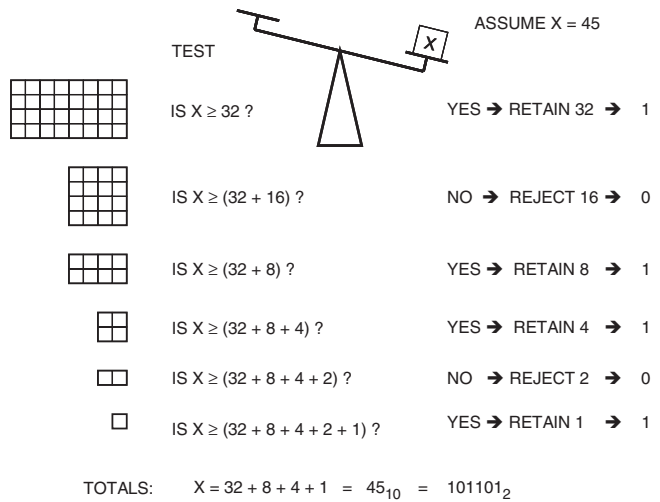 X
ASSUME X = 45
TEST
IS X ≥ 32 ? YES ➔ RETAIN 32 ➔ 1
IS X ≥ (32 + 16) ? NO ➔ REJECT 16 ➔ 0
IS X ≥ (32 + 8) ? YES ➔ RETAIN 8 ➔ 1
IS X ≥ (32 + 8 + 4) ? YES ➔ RETAIN 4 ➔ 1
IS X ≥ (32 + 8 + 4 + 2) ? NO ➔ REJECT 2 ➔ 0
IS X ≥ (32 + 8 + 4 + 2 + 1) ? YES ➔ RETAIN 1 ➔ 1
TOTALS: X = 32 + 8 + 4 + 1 = 45₁₀ = 101101₂